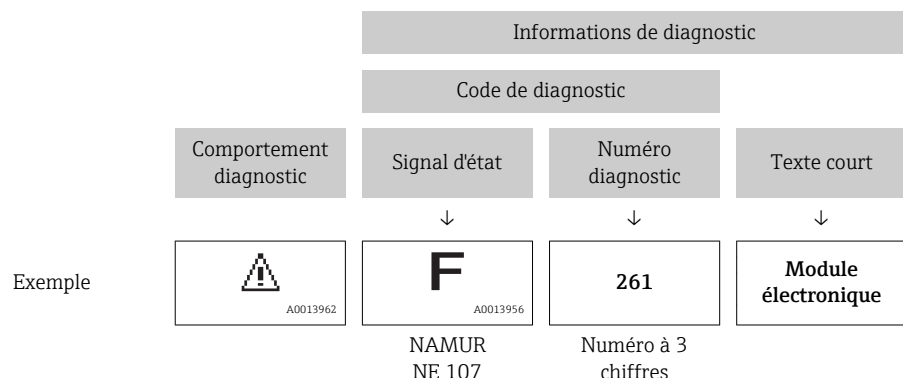 Informations de diagnostic
Code de diagnostic
Comportement
diagnostic
Signal d'état
Numéro
diagnostic
Texte court
↓
↓
↓
Exemple
A0013962
F
A0013956
261
Module
électronique
NAMUR
NE 107
Numéro à 3
chiffres